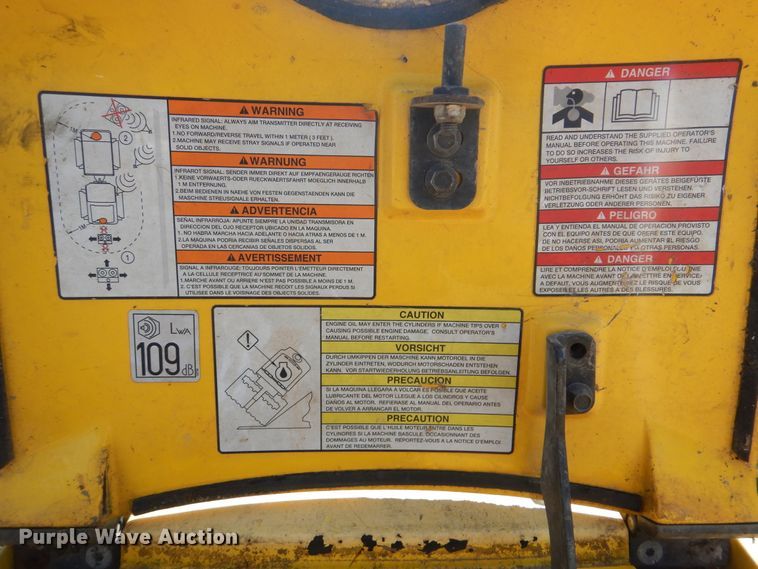 WARNING
INFRARED SIGNAL: ALWAYS AIM TRANSMITTER DIRECTLY AT RECEIVING
EYES ON MACHINE.
1.NO FORWARD/REVERSE TRAVEL WITHIN 1 METER ( 3 FEET).
2.MACHINE MAY RECEIVE STRAY SIGNALS IF OPERATED NEAR
SOLID OBJECTS.
WARNUNG
INFRAROT SIGNAL: SENDER IMMER DIREKT AUF EMPFAENGERAUGE RICHTEN
1 KEINE VORWAERTS-ODER RUECKWAERTSFAHRT MOEGLICH INNERHALB
1 M ENTFERNUNG.
2.BEIM BEDIENEN IN NAEHE VON FESTEN GEGENSTAENDEN KANN DIE
MACHINE STREUSIGNALE ERHALTEN.
ADVERTENCIA
SEÑAL INFRARROJA: APUNTE SIEMPRE LA UNIDAD TRANSMISORA EN
DIRECCION DEL OJO RECEPTOR UBICADO EN LA MAQUINA.
1. NO HABRA MARCHA HACIA ADELANTE O HACIA ATRAS A MENOS DE 1 M.
2.LA MAQUINA PODRIA RECIBIR SEÑALES DISPERSAS AL SER
OPERADA EN LAS CERCANIAS DE OBJETOS SOLIDOS.
AVERTISSEMENT
SIGNAL A INFRAROUGE: TOUJOURS POINTER L'EMETTEUR DIRECTEMENT
A LA CELLULE RECEPTRICE AU SOMMET DE LA MACHINE.
1. MARCHE AVANT OU ARRIERE N'EST PAS POSSIBLE A MOINS DE 1 M.
2. C'EST POSSIBLE QUE LA MACHINE RECOIT LES SIGNAUX PERDUS SI
UTILISEE DANS LE VOISINAGE DES OBJETS SOLIDES.
1M
2
1
1M
DANGER
READ AND UNDERSTAND THE SUPPLIED OPERATOR'S
MANUAL BEFORE OPERATING THIS MACHINE. FAILURE
TO DO SO INCREASES THE RISK OF INJURY TO
YOURSELF OR OTHERS.
GEFAHR
VOR INBETRIEBNAHME DIESES GERÄTES BEIGEFÜGTE
BETRIEBSVOR-SCHRIFT LESEN UND VERSTEHEN.
NICHTBEFOLGUNG ERHÖHT DAS RISIKO ZU EIGENER
VERLETZUNG ODER ANDERER PERSONEN.
PELIGRO
LEA Y ENTIENDA EL MANUAL DE OPERACION PROVISTO
CON EL EQUIPO ANTES DE QUE OPERE ESTE EQUIPO.
DE NO HACERSE ASI, PODRIA AUMENTAR EL RIESGO
DE LOS DAÑOS PERSONALES Y/O A OTRAS PERSONAS.
DANGER
LIRE ET COMPRENDRE LA NOTICE D'EMPLOI
AVEC LA MACHINE AVANT DE METTRE EN SERVICE.
A DEFAUT, VOUS AUGMENTEREZ LE RISQUE DE VOUS
EXPOSER ET LES AUTRES A DES BLESSURES.
LWA
109
dB
CAUTION
ENGINE OIL MAY ENTER THE CYLINDERS IF MACHINE TIPS OVER
CAUSING POSSIBLE ENGINE DAMAGE. CONSULT OPERATOR'S
MANUAL BEFORE RESTARTING.
VORSICHT
DURCH UMKIPPEN DER MASCHINE KANN MOTOROEL IN DIE
ZYLINDER EINTRETEN, WODURCH MOTORSCHADEN ENTSTEHEN
KANN. VOR STARTWIEDERHOLUNG BETRIEBSANLEITUNG BEFOLGEN.
PRECAUCION
SI LA MAQUINA LLEGARA A VOLCAR ES POSIBLE QUE ACEITE
LUBRICANTE DEL MOTOR LLEGUE A LOS CILINDROS Y CAUSE
DAÑOS AL MOTOR. REFIERASE AL MANUAL DEL OPERARIO ANTES
DE VOLVER A ARRANCAR EL MOTOR.
PRECAUTION
C'EST POSSIBLE QUE L'HUILE MOTEUR ENTRE DANS LES
CYLINDRES SI LA MACHINE BASCULE, OCCASIONNANT DES
DOMMAGES AU MOTEUR. REPORTEZ-VOUS A LA NOTICE D'EMPLOI
AVANT DE REDEMARRER.
Purple Wave Auction